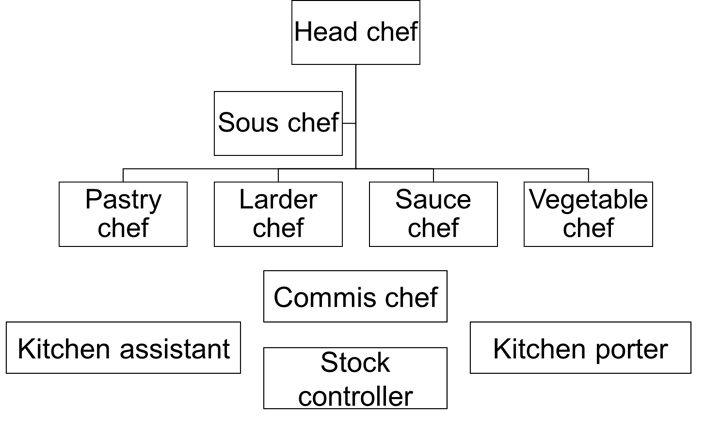 Head chef
Sous chef
Pastry
chef
Larder
chef
Sauce
chef
Vegetable
chef
Commis chef
Kitchen assistant
Stock
controller
Kitchen porter